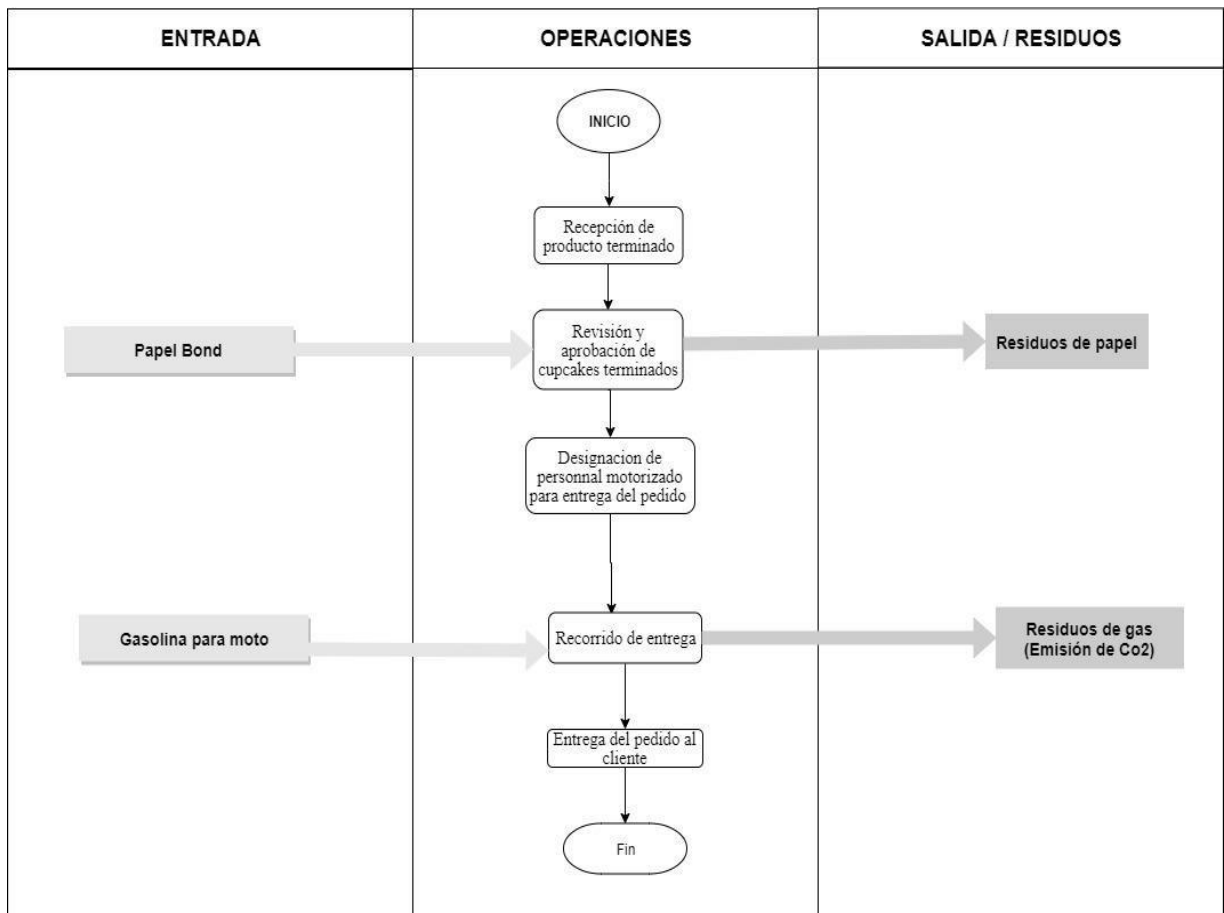 ENTRADA
OPERACIONES
SALIDA / RESIDUOS
INICIO
Recepción de
producto terminado
Papel Bond
Revisión y
aprobación de
cupcakes terminados
Residuos de papel
Designacion de
personnal motorizado
para entrega del pedido
Gasolina para moto
Recorrido de entrega
Residuos de gas
(Emisión de Co2)
Entrega del pedido al
cliente
Fin